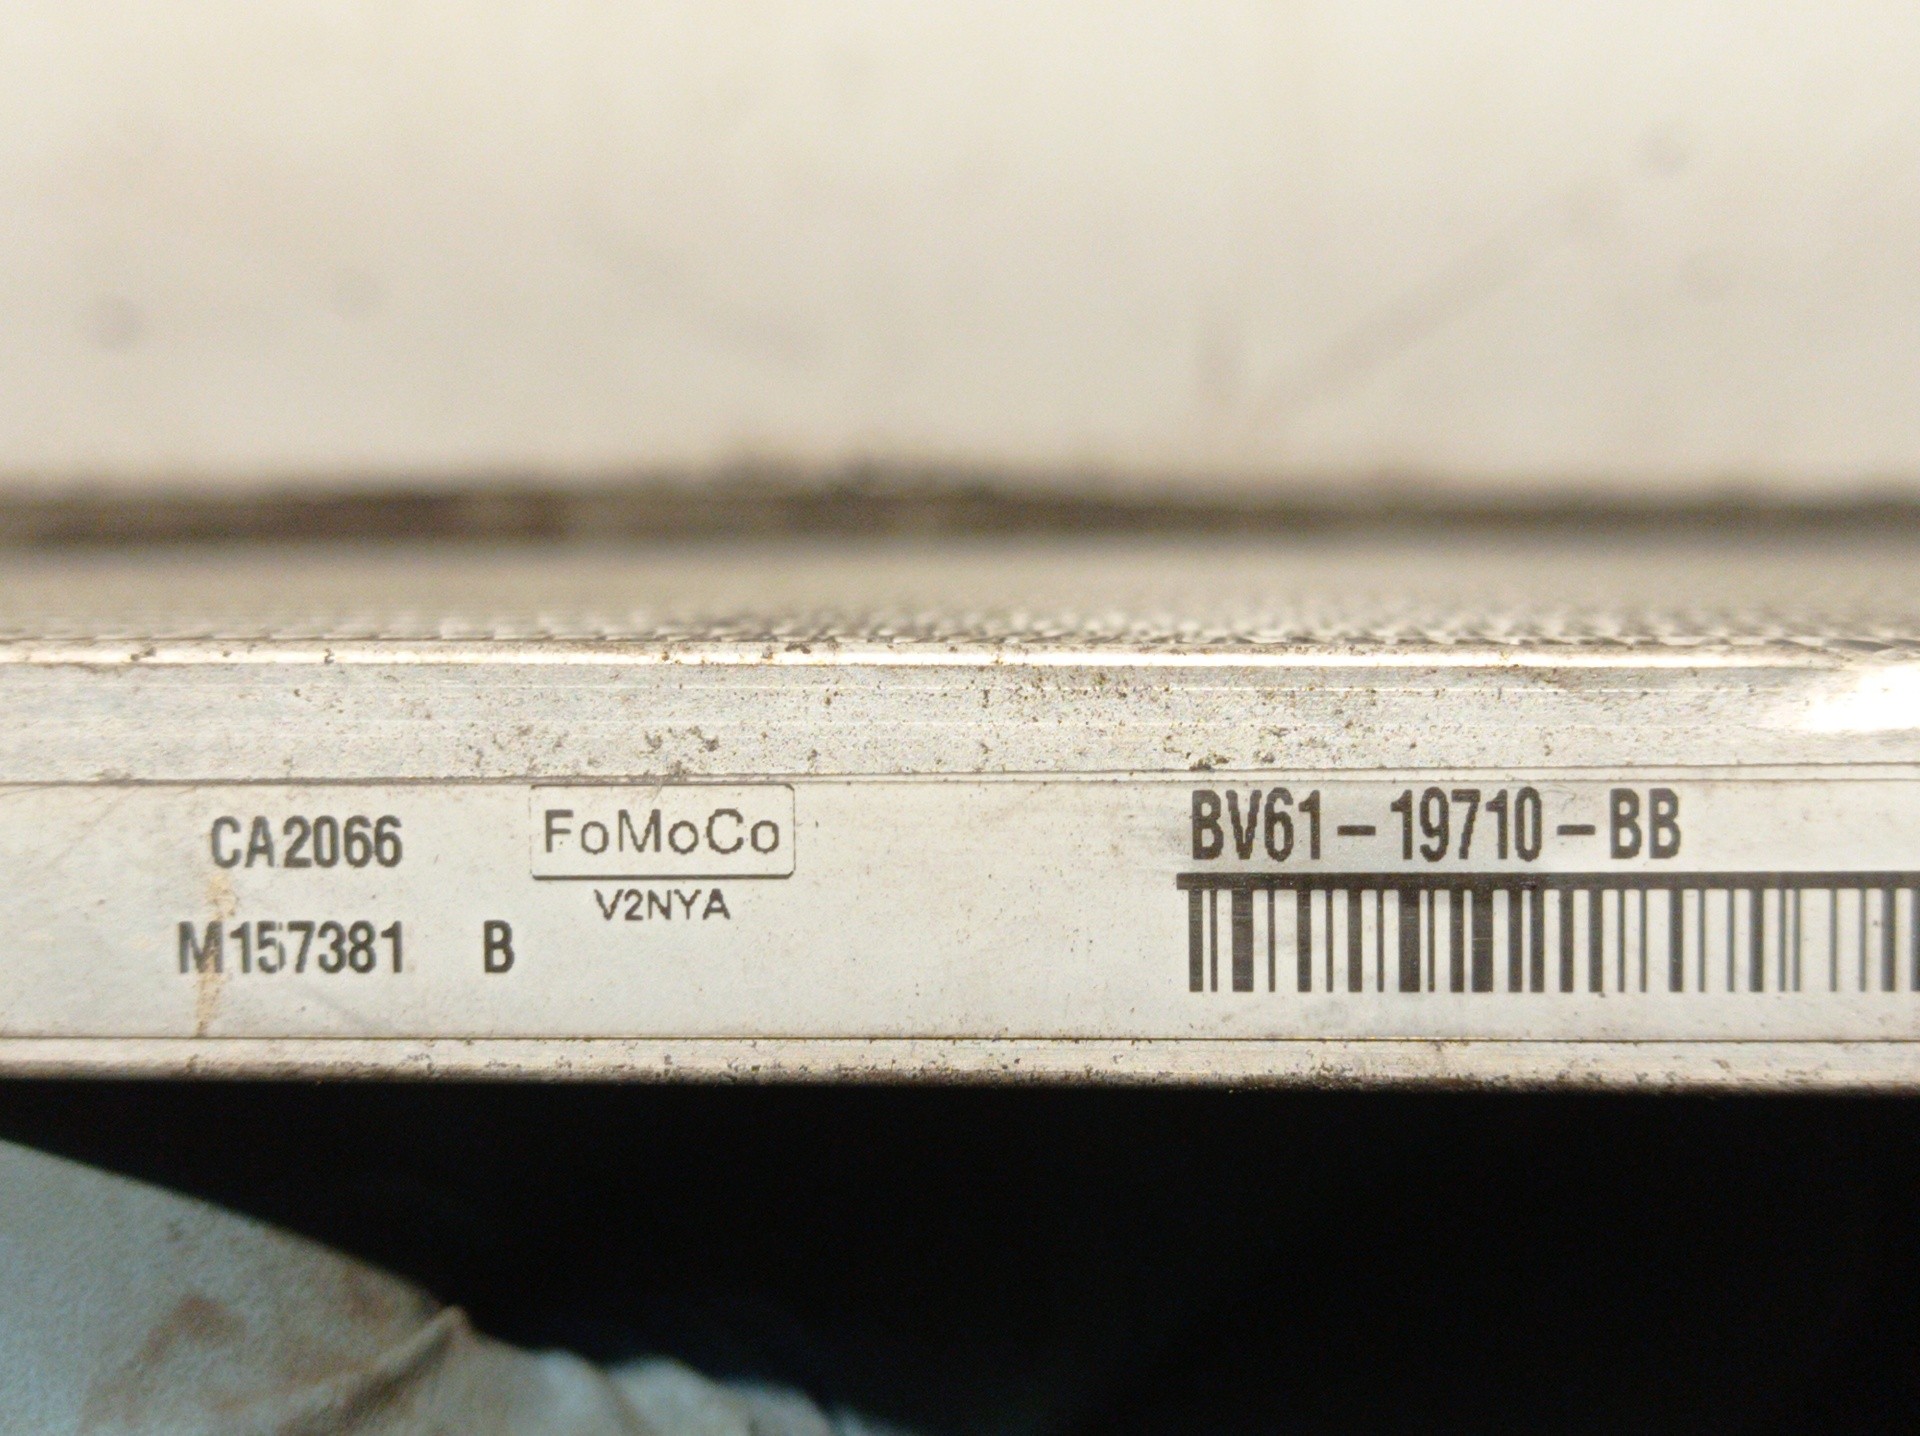 CA2066
M157381 B
FoMoCo
V2NYA
BV61-19710-BB